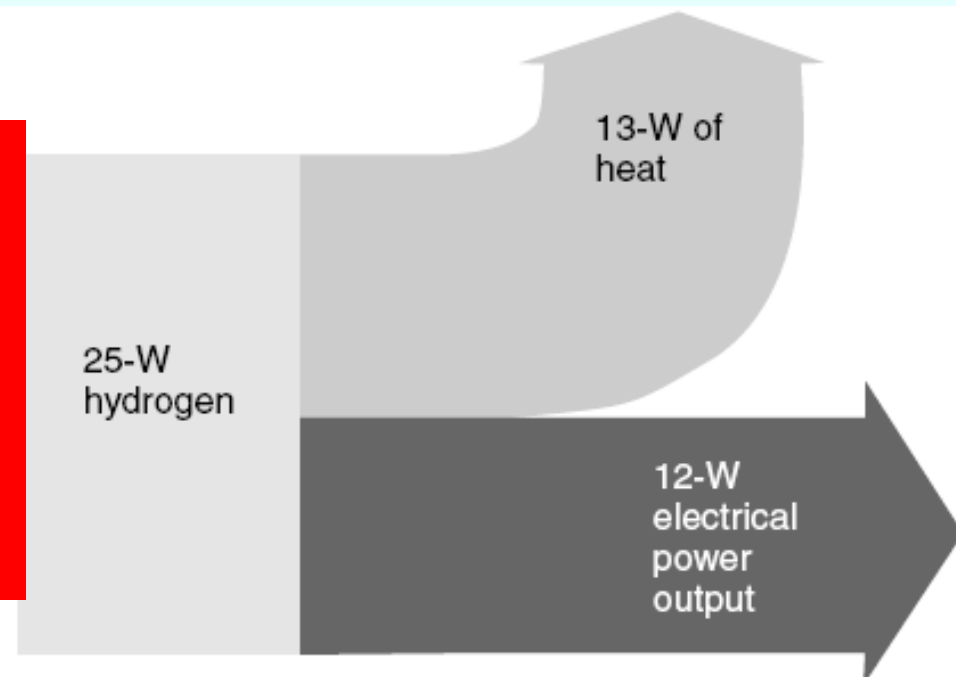 13-W of
heat
25-W
hydrogen
12-W
electrical
power
output